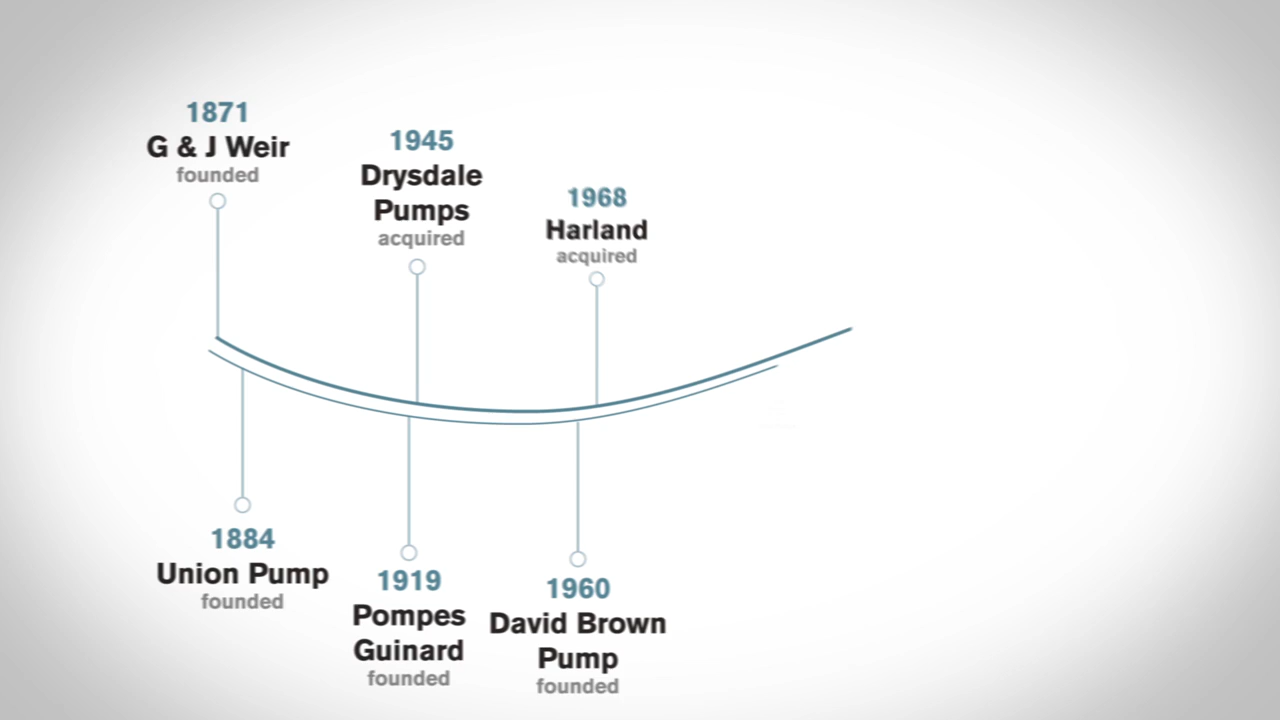 1871
G & J Weir
founded
1945
Drysdale
Pumps
acquired
1968
Harland
acquired
1884
Union Pump
founded
1919
Pompes
Guinard
founded
1960
David Brown
Pump
founded